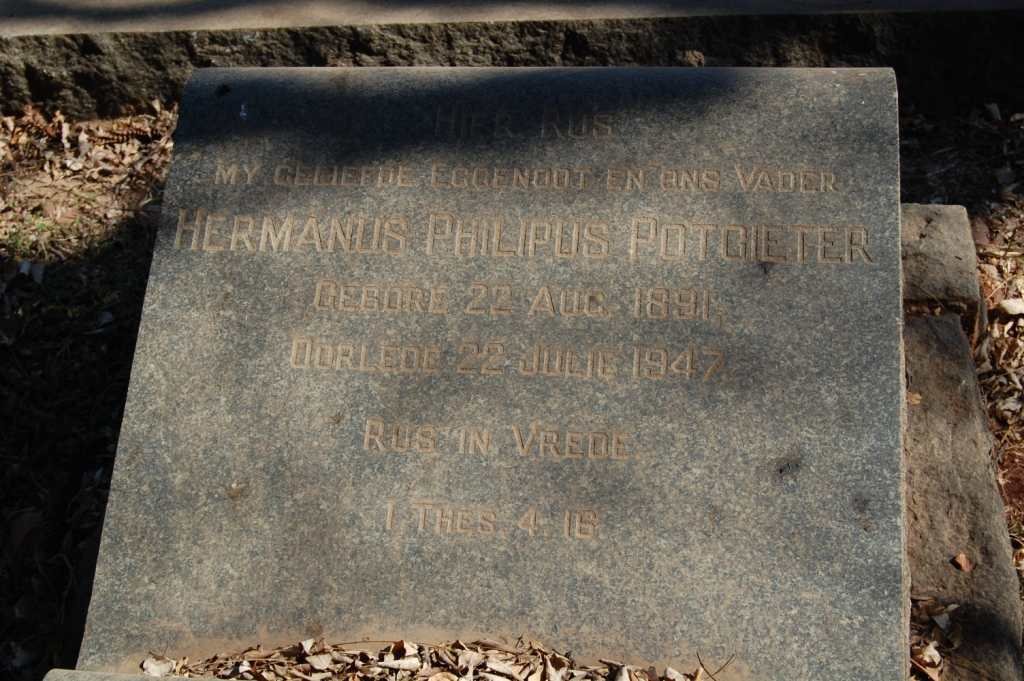 HIER RUS
MY GELIEFDE EGGENOOT EN ONS VADER
HERMANUS PHILIPUS POTGIETER
GEBORE 22 AUG. 1891,
OORLEDE 22 JULIE 1947.
RUS IN VREDE.
1 THES. 4:16